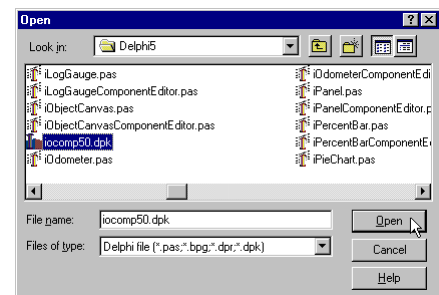 Open
Look in:
Delphi5
iLogGauge.pas
iLogGaugeComponentEditor.pas
iObjectCanvas.pas
iObjectCanvasComponentEditor.pas
iocomp50.dpk
iOdometer.pas
iOdometerComponentEdi
iPanel.pas
iPanelComponentEditor.p
iPercentBar.pas
iPercentBarComponentE
iPieChart.pas
File name:
iocomp50.dpk
Open
Files of type:
Delphi file (*.pas;*.bpg;*.dpr;*.dpk)
Cancel
Help